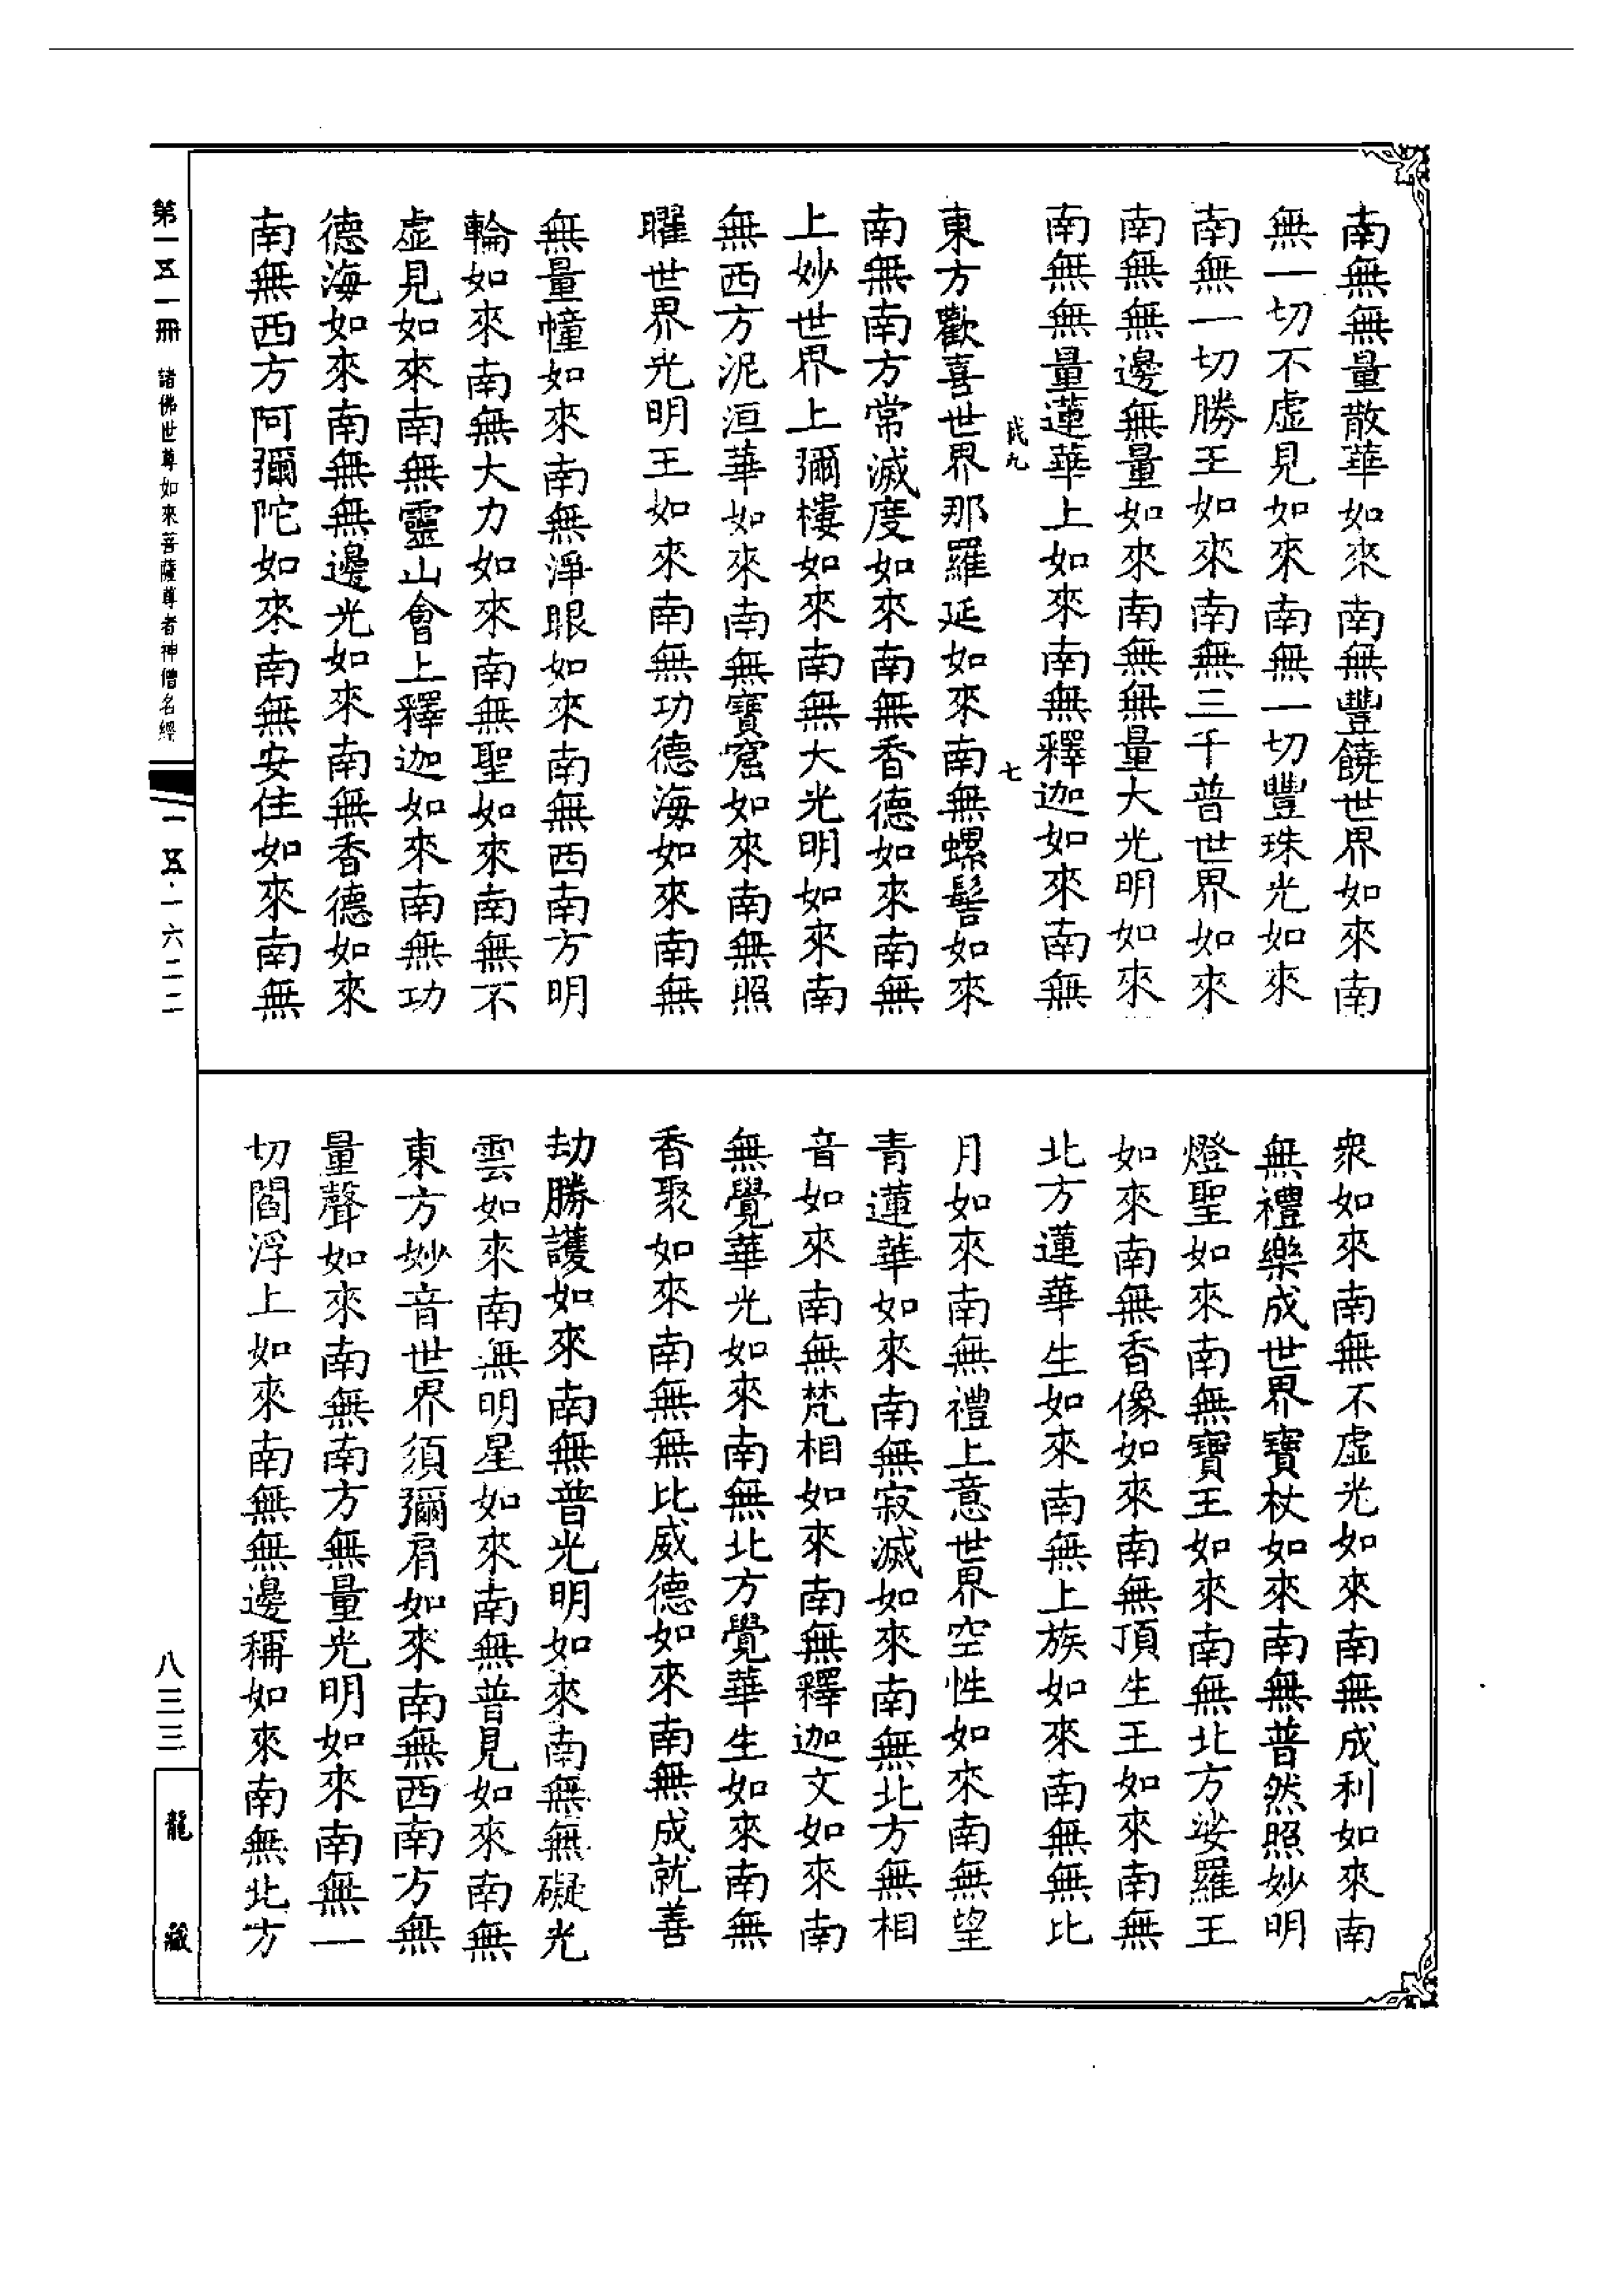 南無無量散華如來南無豐饒世界如來南
無一切不虛見如來南無一切豐珠光如來
南無一切勝王如來南無三千普世界如來
南無無邊無量如來南無無量大光明如來
南無無量蓮華上如來南無釋迦如來南無
九 七
東方歡喜世界那羅延如來南無螺髻如來
南無南方常滅度如來南無香德如來南無
上妙世界上彌樓如來南無大光明如來南
無西方泥洹華如來南無寶窟如來南無照
曜世界光明王如來南無功德海如來南無
無量幢如來南無淨眼如來南無西南方明
輪如來南無大力如來南無聖如來南無不
虛見如來南無靈山會上釋迦如來南無功
德海如來南無無邊光如來南無香德如來
南無西方阿彌陀如來南無安住如來南無
衆如來南無不虛光如來南無成利如來南
無禮樂成世界寶杖如來南無普然照妙明
燈聖如來南無寶王如來南無北方娑羅王
如來南無香像如來南無頂生王如來南無
北方蓮華生如來南無上族如來南無無比
月如來南無禮上意世界空性如來南無望
青蓮華如來南無寂滅如來南無北方無相
音如來南無梵相如來南無釋迦文如來南
無覺華光如來南無北方覺華生如來南無
香聚如來南無無比威德如來南無成就善
劫勝護如來南無普光明如來南無無礙光
雲如來南無明星如來南無普見如來南無
東方妙音世界須彌肩如來南無西南方無
量聲如來南無南方無量光明如來南無一
切閻浮上如來南無無邊稱如來南無北方
第一五一冊 諸佛世尊如來菩薩尊者神僧名經
一五·一六二二
八三三
龍藏